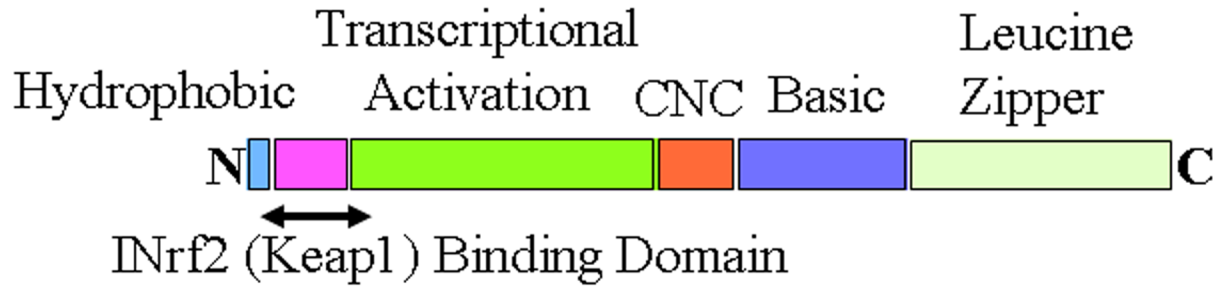 Transcriptional
Activation
Hydrophobic
CNC
Basic
Leucine
Zipper
N
C
INrf2 (Keap1) Binding Domain